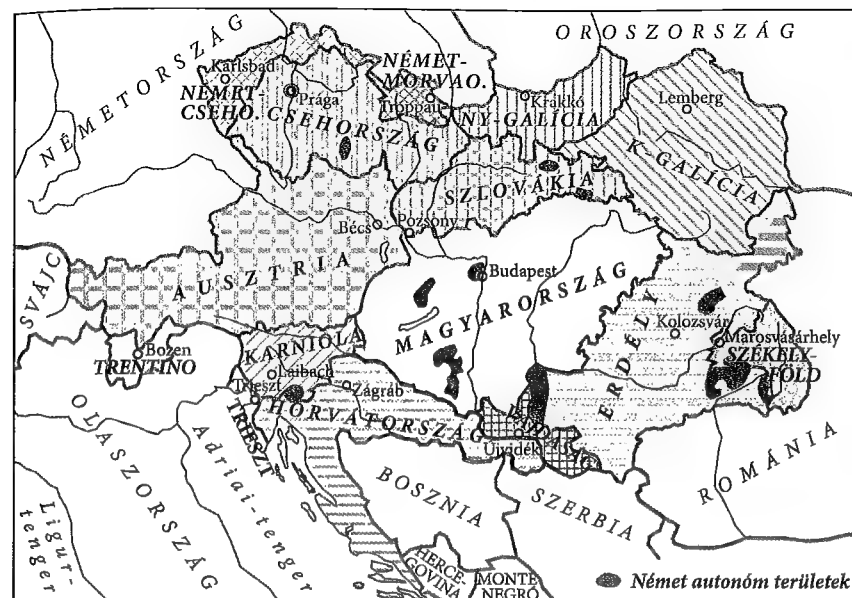 OROSZORSZÁG
NÉMETORSZÁG
Karlsbad
NÉMET-
CSEHO.
Prága
CSEHORSZÁG
NÉMET-
MORVAO.
Troppau
Krakkó
NY-GALÍCIA
Lemberg
K-GALÍCIA
SZLOVÁKIA
Bécs
Pozsony
AUSZTRIA
SVÁJC
Budapest
MAGYARORSZÁG
Bozen
TRENTINO
KARNIÓLA
Laibach
Trieszt
TRIESZT
Zágráb
HORVÁTORSZÁG
Újvidék
ERDÉLY
Kolozsvár
Marosvásárhely
SZÉKELY-
FÖLD
OLASZORSZÁG
Adriai-tenger
Ligur-
tenger
BOSZNIA
SZERBIA
ROMÁNIA
HERCE-
GOVINA
MONTE
NEGRÓ
Német autonóm területek